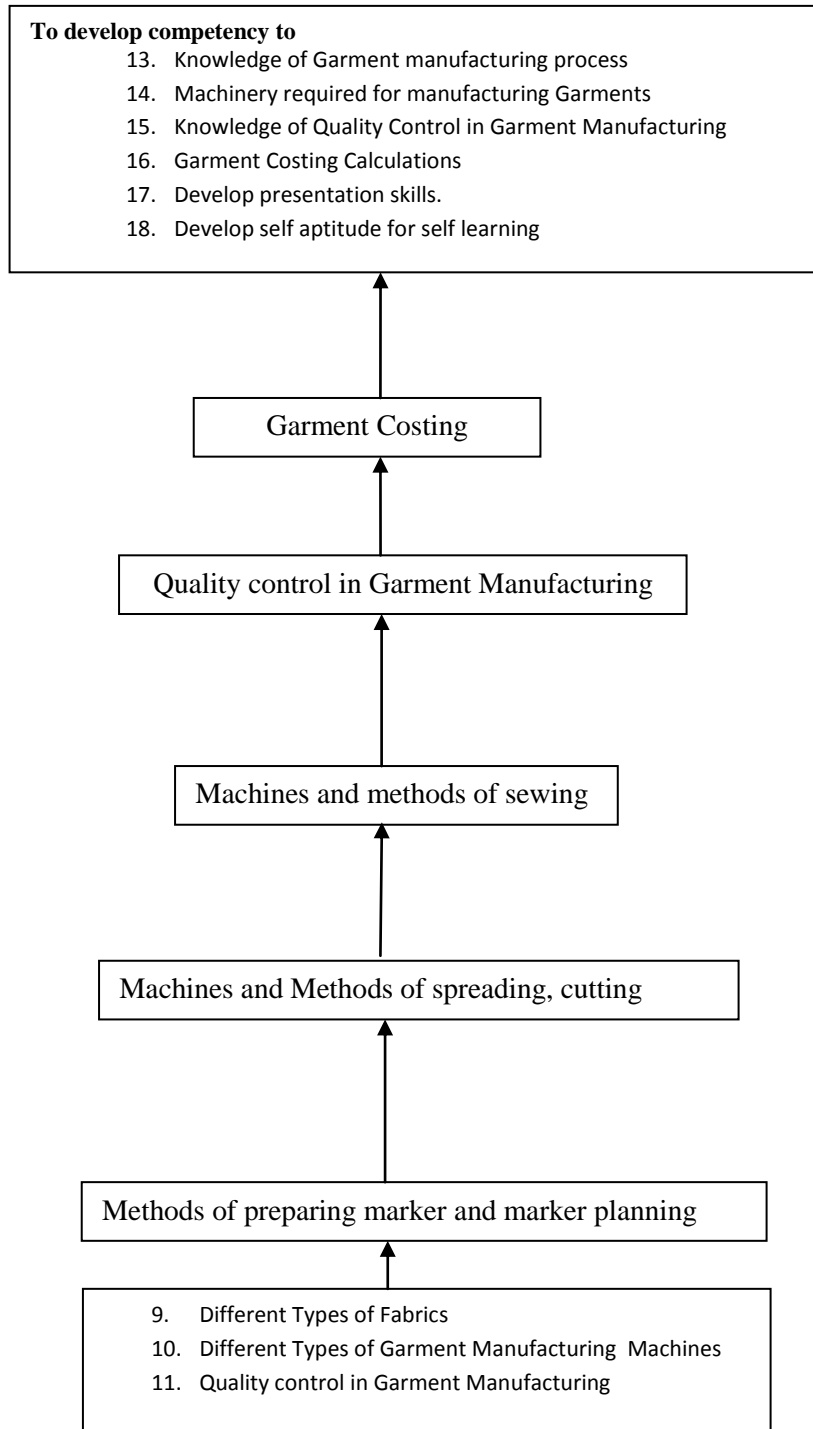 To develop competency to
13. Knowledge of Garment manufacturing process
14. Machinery required for manufacturing Garments
15. Knowledge of Quality Control in Garment Manufacturing
16. Garment Costing Calculations
17. Develop presentation skills.
18. Develop self aptitude for self learning
Garment Costing
Quality control in Garment Manufacturing
Machines and methods of sewing
Machines and Methods of spreading, cutting
Methods of preparing marker and marker planning
9. Different Types of Fabrics
10. Different Types of Garment Manufacturing Machines
11. Quality control in Garment Manufacturing